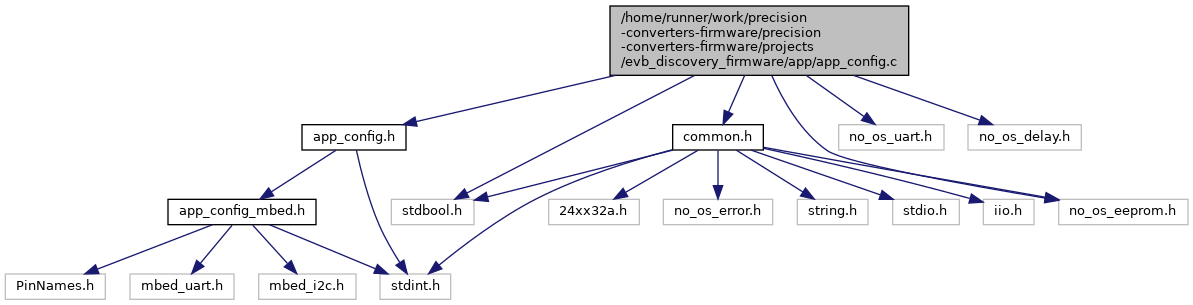 /home/runner/work/precision
-converters-firmware/precision
-converters-firmware/projects
/evb_discovery_firmware/app/app_config.c
app_config.h
common.h
no_os_uart.h
no_os_delay.h
app_config_mbed.h
stdbool.h
24xx32a.h
no_os_error.h
string.h
stdio.h
iio.h
no_os_eeprom.h
PinNames.h
mbed_uart.h
mbed_i2c.h
stdint.h